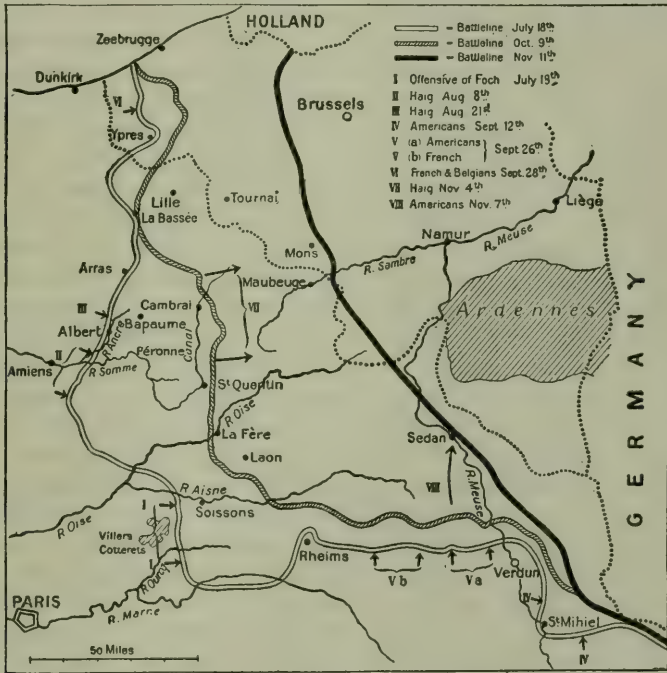 HOLLAND
Zeebrugge
Dunkirk
VI
Ypres
Brussels
= Battleline July 18th
= Battleline Oct. 9th
= Battleline Nov 11th
I Offensive of Foch July 19th
II Haig Aug 8th
III Haig Aug 21st
IV Americans Sept 12th
V (a) Americans
V (b) French
Sept 26th
VI French & Belgians Sept. 28th
VII Haig Nov 4th
VIII Americans Nov. 7th
Lille
La Bassée
Tournai
Liège
Namur
R. Meuse
Mons
R. Sambre
Arras
Maubeuge
Ardennes
III
Cambrai
VII
Albert
Bapaume
R Ancre
Péronne
Canal
II
Amiens
R Somme
St Quentin
R Oise
La Fère
Laon
Sedan
GERMANY
VIII
R. Meuse
R Aisne
I
Soissons
R Oise
Villers
Cotterets
I
R Ourcq
Rheims
V b
V a
Verdun
PARIS
R. Marne
IV
St Mihiel
IV
50 Miles